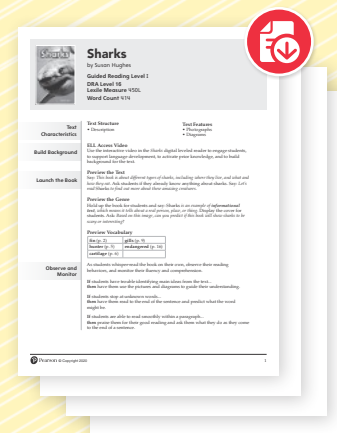 Sharks
Sharks
by Susan Hughes
Guided Reading Level I
DRA Level 16
Lexile Measure 450L
Word Count 414
Text
Characteristics
Text Structure
• Description
Text Features
• Photographs
• Diagrams
Build Background
ELL Access Video
Use the interactive video in the Sharks digital leveled reader to engage students,
to support language development, to activate prior knowledge, and to build
background for the text.
Launch the Book
Preview the Text
Say: This book is about different types of sharks, including where they live, and what and
how they eat. Ask students if they already know anything about sharks. Say: Let's
read Sharks to find out more about these amazing creatures.
Preview the Genre
Hold up the book for students and say: Sharks is an example of informational
text, which means it tells about a real person, place, or thing. Display the cover for
students. Ask: Based on this image, can you predict if this book will show sharks to be
scary or interesting?
Preview Vocabulary
fin (p. 2) gills (p. 9)
hunter (p. 9) endangered (p. 16)
cartilage (p. 6)
Observe and
Monitor
As students whisper-read the book on their own, observe their reading
behaviors, and monitor their fluency and comprehension.
If students have trouble identifying main ideas from the text...
then have them use the pictures and diagrams to guide their understanding.
If students stop at unknown words...
then have them read to the end of the sentence and predict what the word
might be.
If students are able to read smoothly within a paragraph...
then praise them for their good reading and ask them what they do as they come
to the end of a sentence.
Pearson © Copyright 2020
1